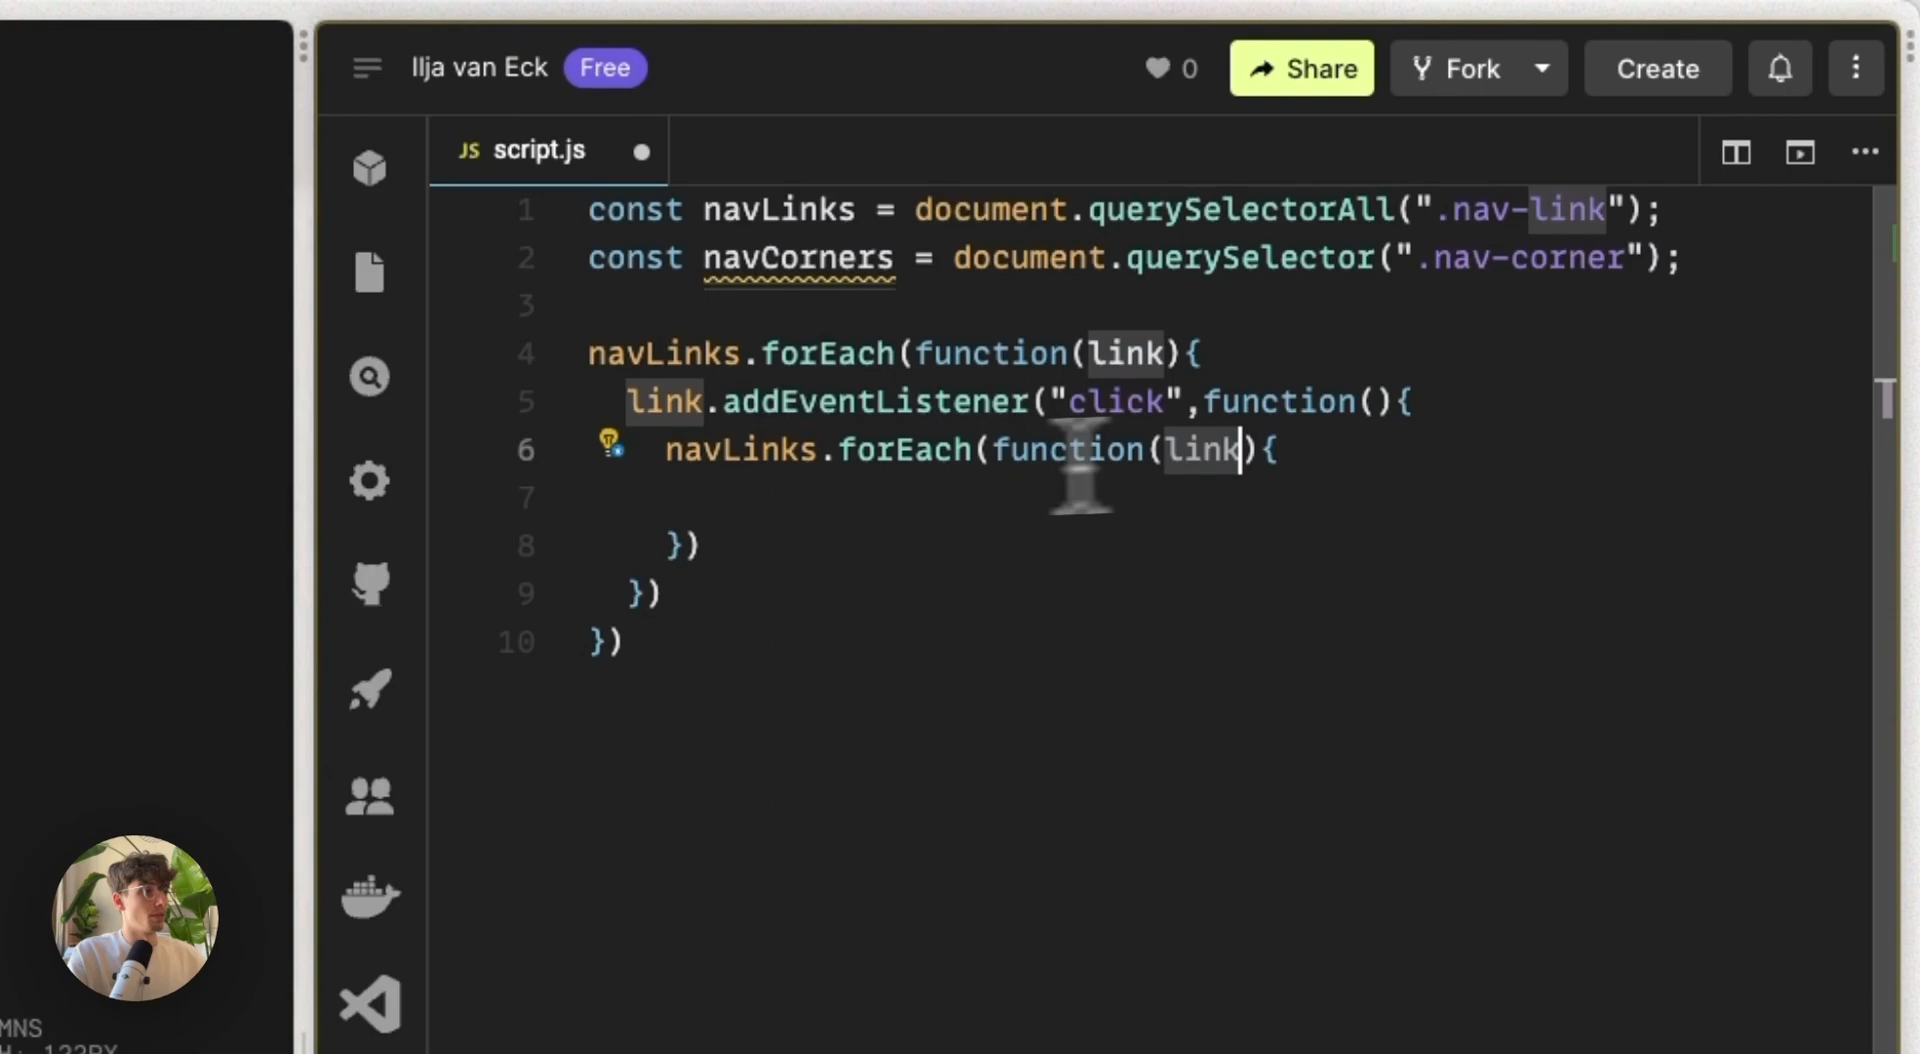 Ilja van Eck Free
0
Share
Fork
Create
JS script.js
1 const navLinks = document.querySelectorAll(".nav-link");
2 const navCorners = document.querySelector(".nav-corner");
3
4 navLinks.forEach(function(link){
5 link.addEventListener("click",function(){
6 navLinks.forEach(function(link){
7
8 })
9 })
10 })
MNS